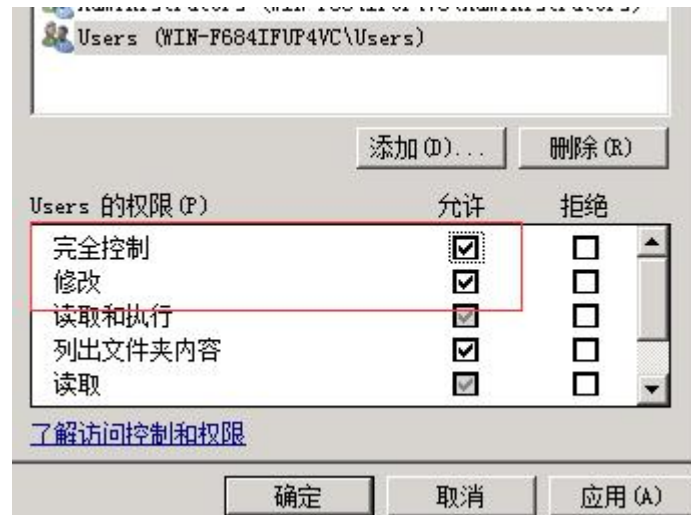 Users (WIN-F684IFUP4VC\Users)
添加(D)... 删除(R)
Users 的权限(P) 允许 拒绝
完全控制
修改
读取和执行
列出文件夹内容
读取
了解访问控制和权限
确定 取消 应用(A)